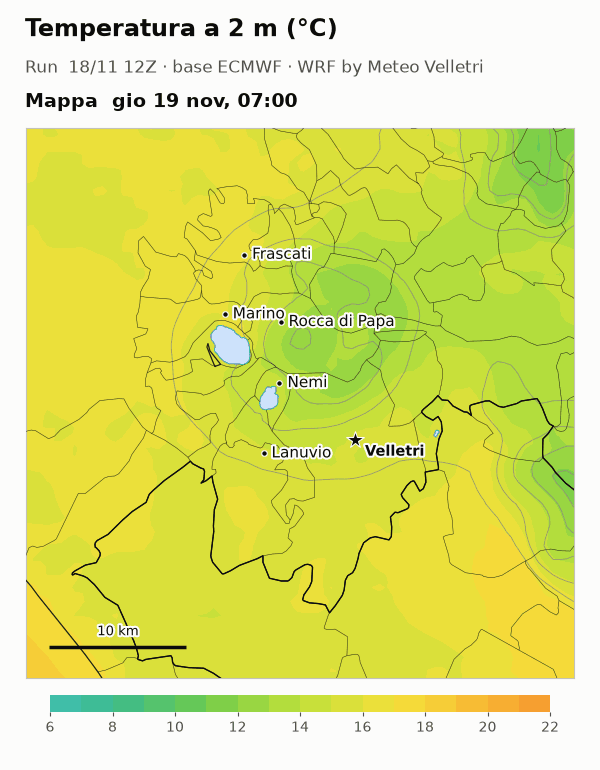 Temperatura a 2 m (°C)
Run  18/11 12Z · base ECMWF · WRF by Meteo Velletri
Mappa  gio 19 nov, 07:00
Frascati
Marino
Rocca di Papa
Nemi
Velletri
Lanuvio
10 km
6 8 10 12 14 16 18 20 22